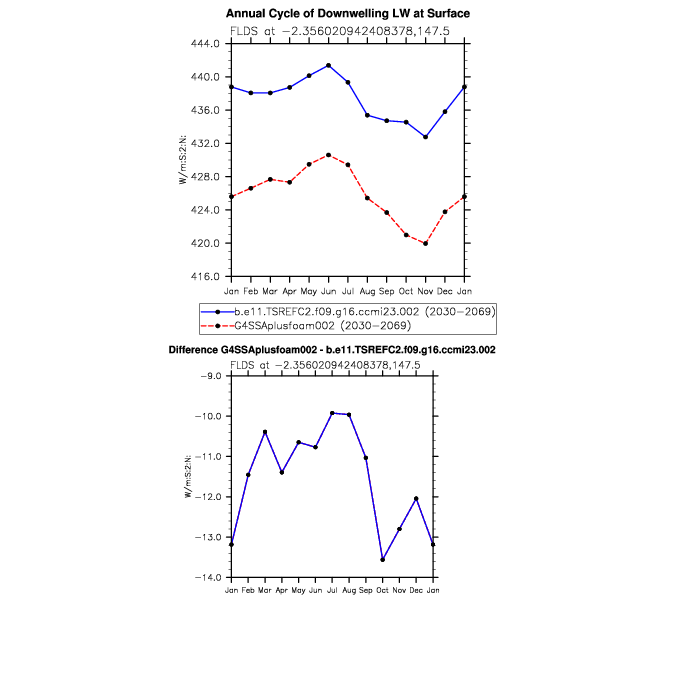 Annual Cycle of Downwelling LW at Surface
FLDS at −2.356020942408378,147.5
444.0
440.0
436.0
432.0
428.0
424.0
420.0
416.0
W/m:S:2:N:
Jan Feb Mar Apr May Jun Jul Aug Sep Oct Nov Dec Jan
b.e11.TSREFC2.f09.g16.ccmi23.002 (2030−2069)
G4SSAplusfoam002 (2030−2069)
Difference G4SSAplusfoam002 - b.e11.TSREFC2.f09.g16.ccmi23.002
FLDS at −2.356020942408378,147.5
−9.0
−10.0
−11.0
−12.0
−13.0
−14.0
W/m:S:2:N:
Jan Feb Mar Apr May Jun Jul Aug Sep Oct Nov Dec Jan